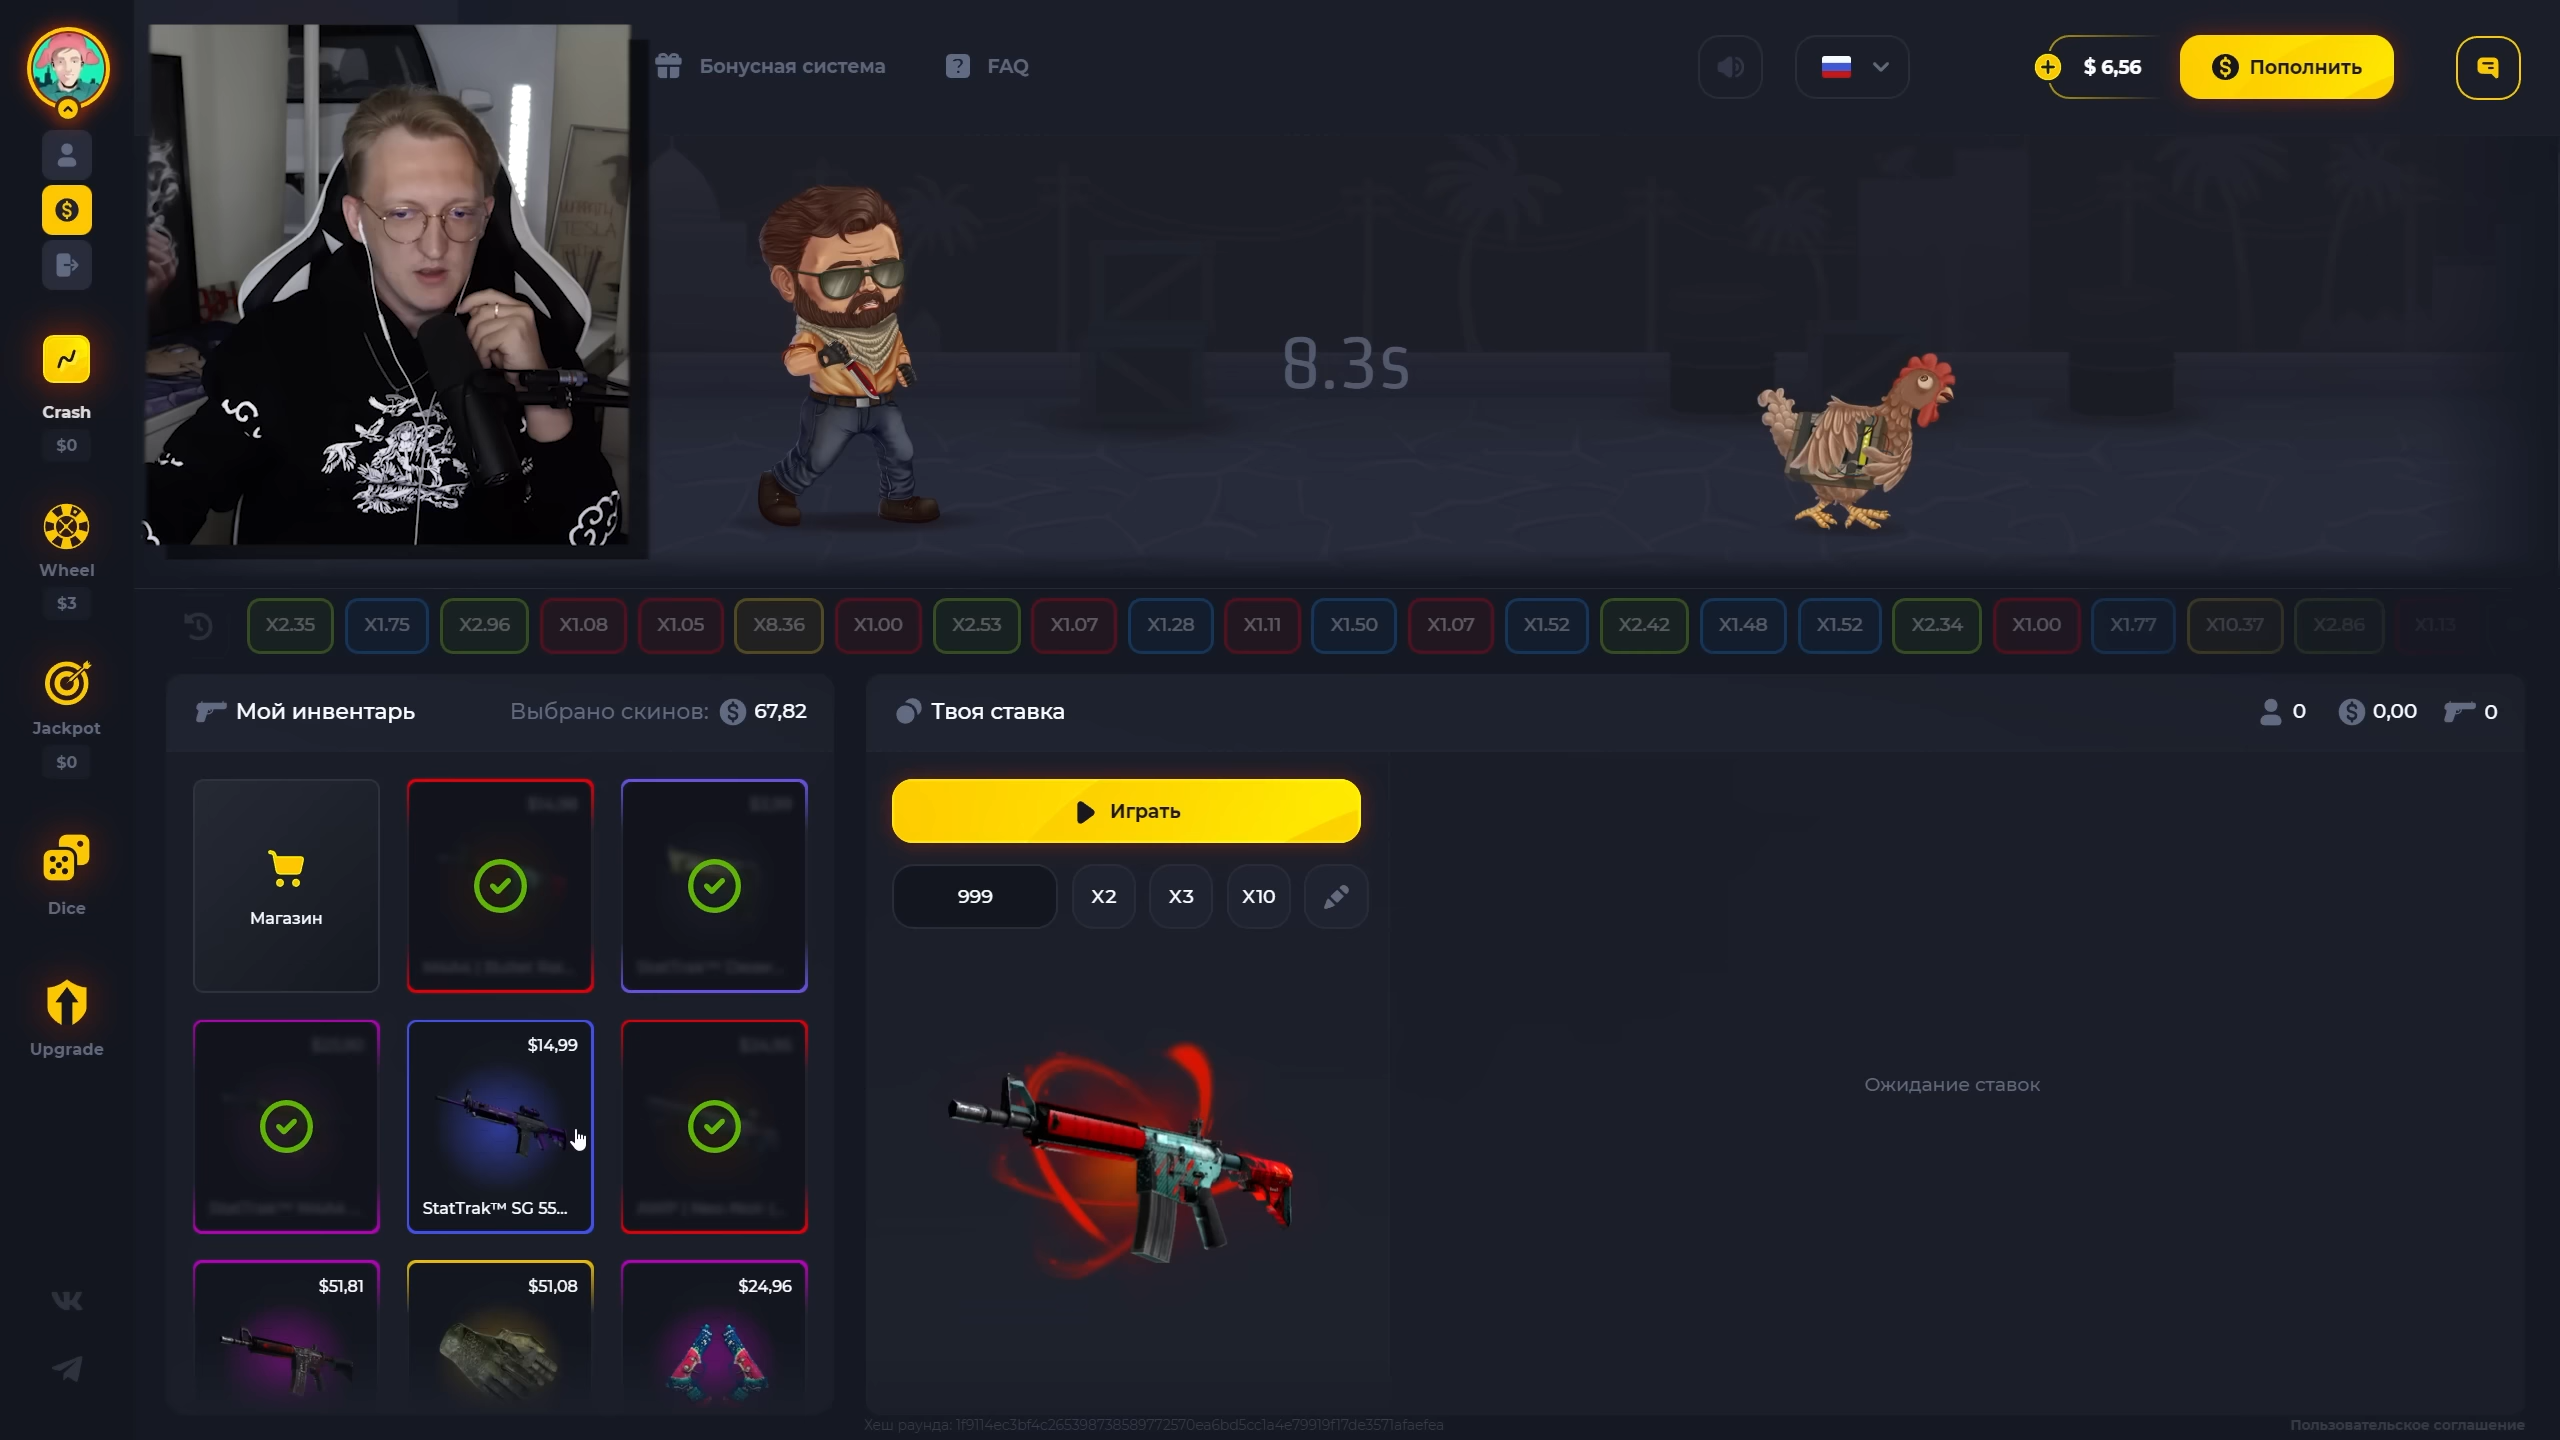 Бонусная система
FAQ
$ 6,56
Пополнить
8.3s
Crash
$0
Wheel
$3
Jackpot
$0
Dice
Upgrade
X2.35 X1.75 X2.96 X1.08 X1.05 X8.36 X1.00 X2.53 X1.07 X1.28 X1.11 X1.50 X1.07 X1.52 X2.42 X1.48 X1.52 X2.34 X1.00 X1.77 X10.37 X2.86 X1.13
Мой инвентарь
Выбрано скинов: 67,82
Магазин
$14,99
StatTrak™ SG 55...
$51,81
$51,08
$24,96
Твоя ставка
0
0,00
0
Играть
999 X2 X3 X10
Ожидание ставок
Хеш раунда:
Пользовательское соглашение